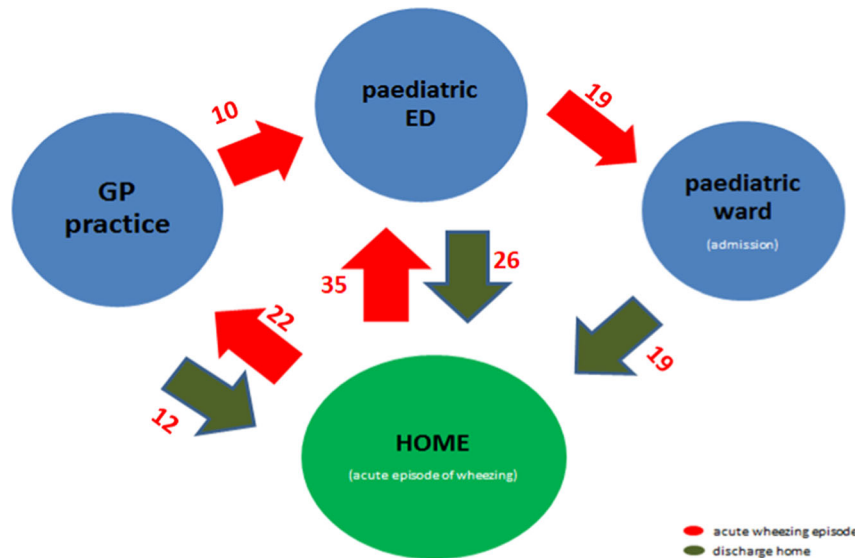 paediatric
ED
10
19
GP
practice
paediatric
ward
(admission)
35
26
22
19
12
HOME
(acute episode of wheezing)
acute wheezing episode
discharge home